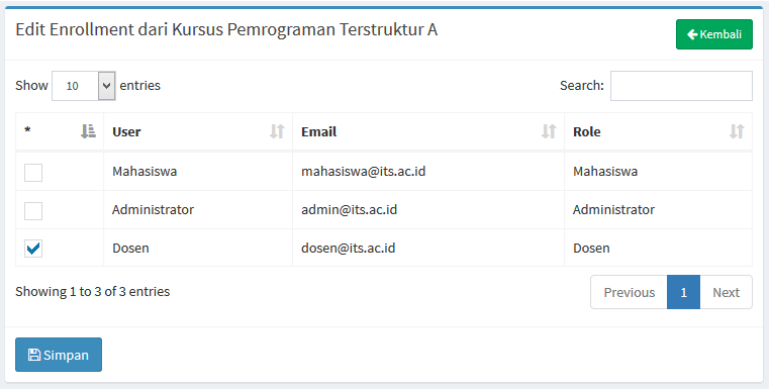 Edit Enrollment dari Kursus Pemrograman Terstruktur A
Kembali
Show 10 entries
Search:
* User Email Role
Mahasiswa mahasiswa@its.ac.id Mahasiswa
Administrator admin@its.ac.id Administrator
Dosen dosen@its.ac.id Dosen
Showing 1 to 3 of 3 entries
Previous 1 Next
Simpan